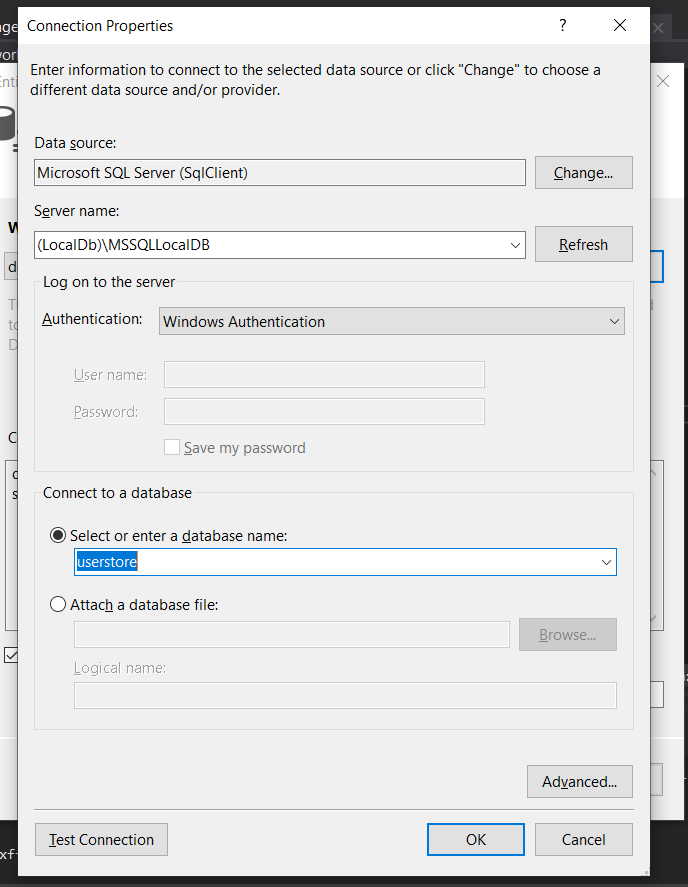 Connection Properties
?
Enter information to connect to the selected data source or click "Change" to choose a
different data source and/or provider.
Data source:
Microsoft SQL Server (SqlClient)
Change...
Server name:
(LocalDb)\MSSQLLocalDB
Refresh
Log on to the server
Authentication:
Windows Authentication
User name:
Password:
Save my password
Connect to a database
Select or enter a database name:
userstore
Attach a database file:
Browse...
Logical name:
Advanced...
Test Connection
OK
Cancel